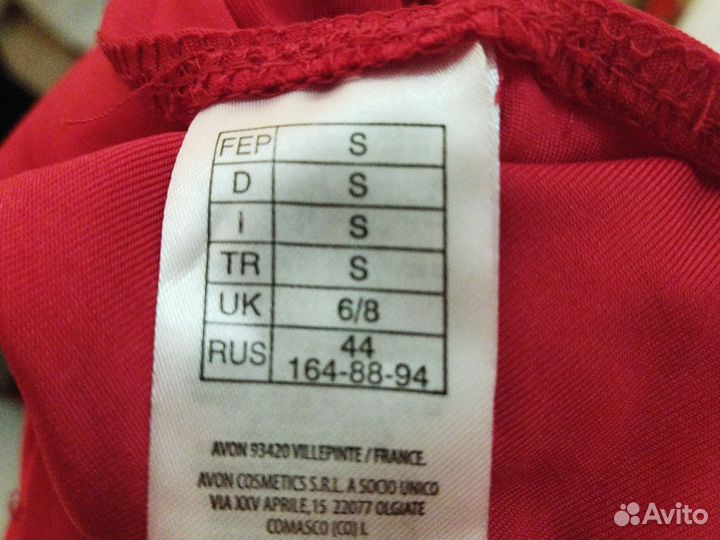 FEP S
D S
I S
TR S
UK 6/8
RUS 44
164-88-94
AVON 93420 VILLEPINTE / FRANCE.
AVON COSMETICS S.R.L. A SOCIO UNICO
VIA XXV APRILE, 15 22077 OLGIATE
COMASCO (CO) I.
Avito